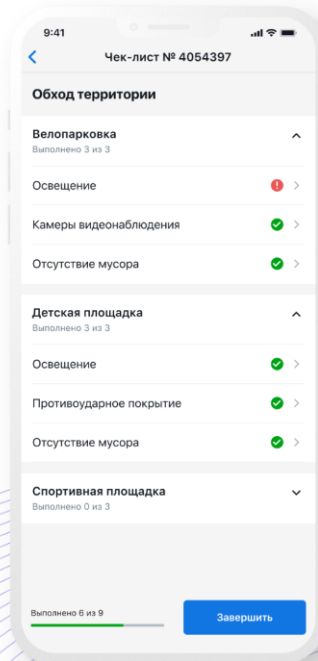 9:41
Чек-лист № 4054397
Обход территории
Велопарковка
Выполнено 3 из 3
Освещение
Камеры видеонаблюдения
Отсутствие мусора
Детская площадка
Выполнено 3 из 3
Освещение
Противоударное покрытие
Отсутствие мусора
Спортивная площадка
Выполнено 0 из 3
Выполнено 6 из 9
Завершить